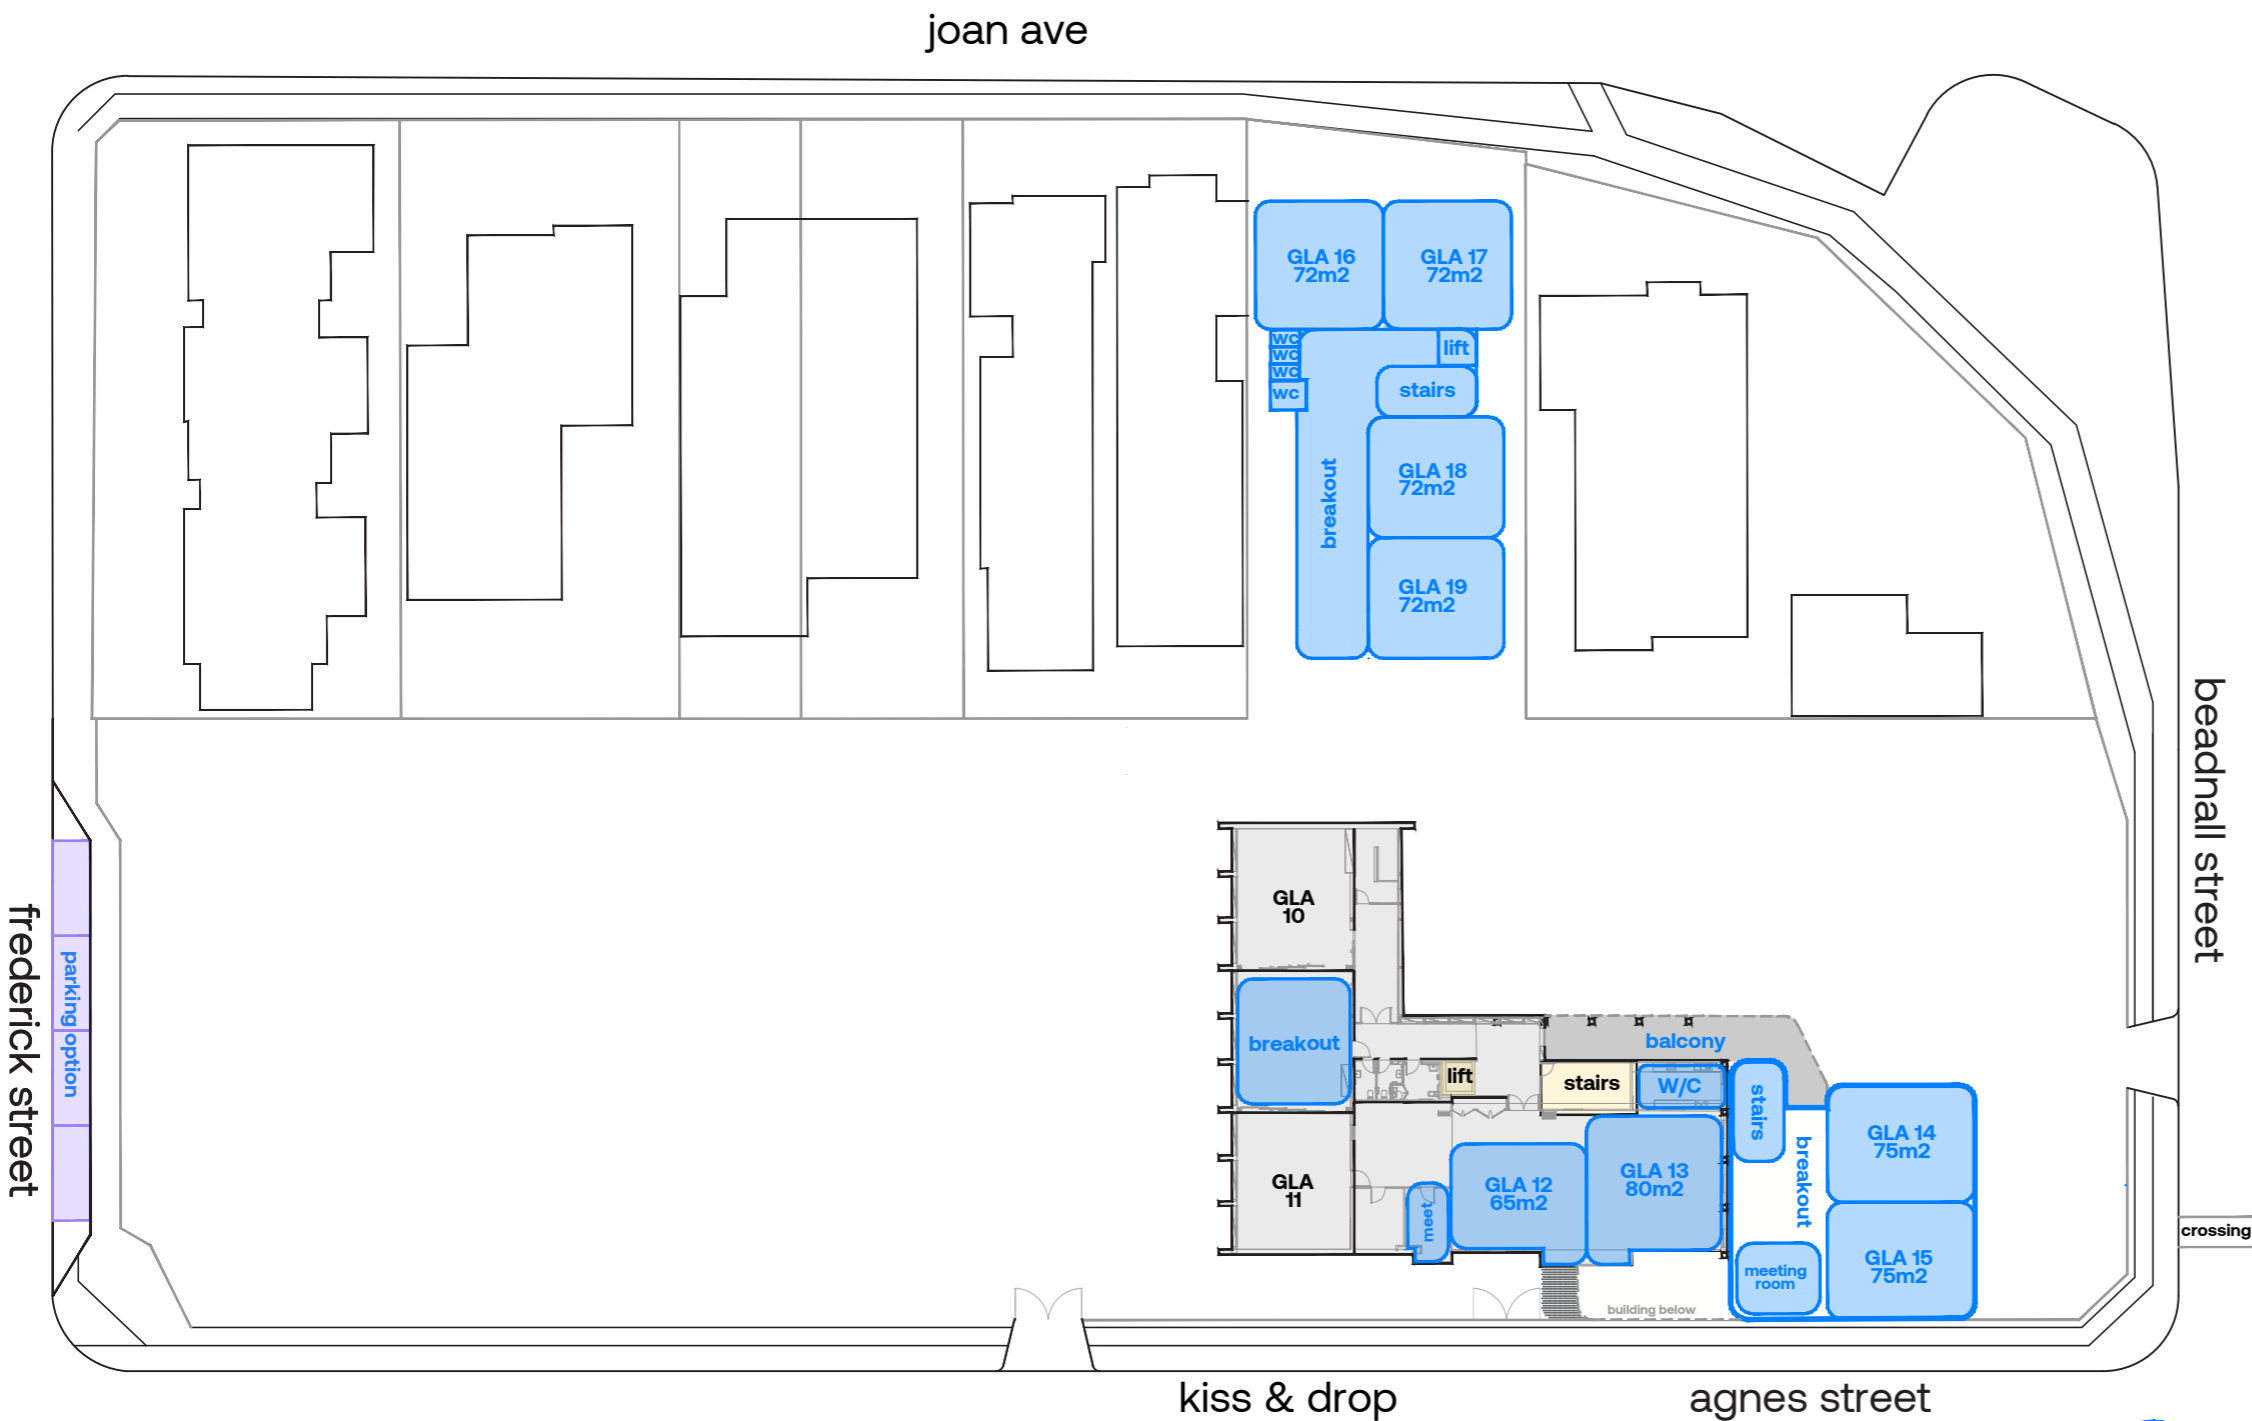 joan ave
GLA 16
72m2
GLA 17
72m2
wc
wc
wc
wc
lift
stairs
breakout
GLA 18
72m2
GLA 19
72m2
beadnall street
frederick street
parking option
GLA
10
breakout
GLA
11
lift
stairs
W/C
balcony
stairs
breakout
GLA 12
65m2
GLA 13
80m2
meet
GLA 14
75m2
GLA 15
75m2
meeting
room
building below
crossing
kiss & drop
agnes street